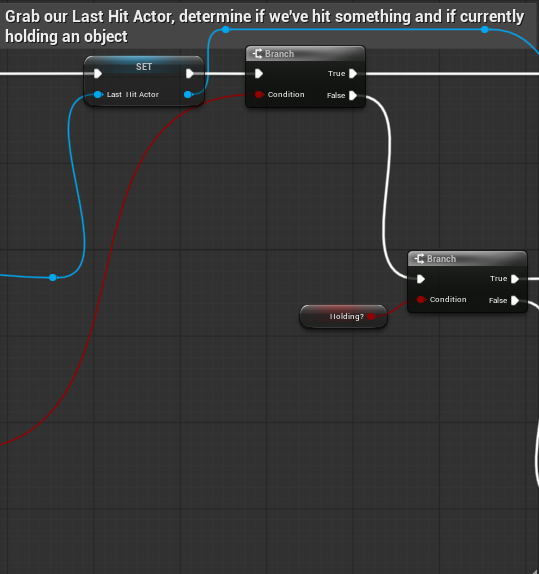 Grab our Last Hit Actor, determine if we've hit something and if currently
holding an object
SET
Last Hit Actor
Branch
True
Condition
False
Branch
True
Condition
False
Holding?